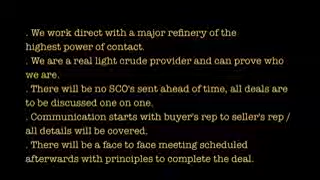 . We work direct with a major refinery of the
highest power of contact.
. We are a real light crude provider and can prove who
we are.
. There will be no SCO's sent ahead of time, all deals are
to be discussed one on one.
. Communication starts with buyer's rep to seller's rep /
all details will be covered.
. There will be a face to face meeting scheduled
afterwards with principles to complete the deal.